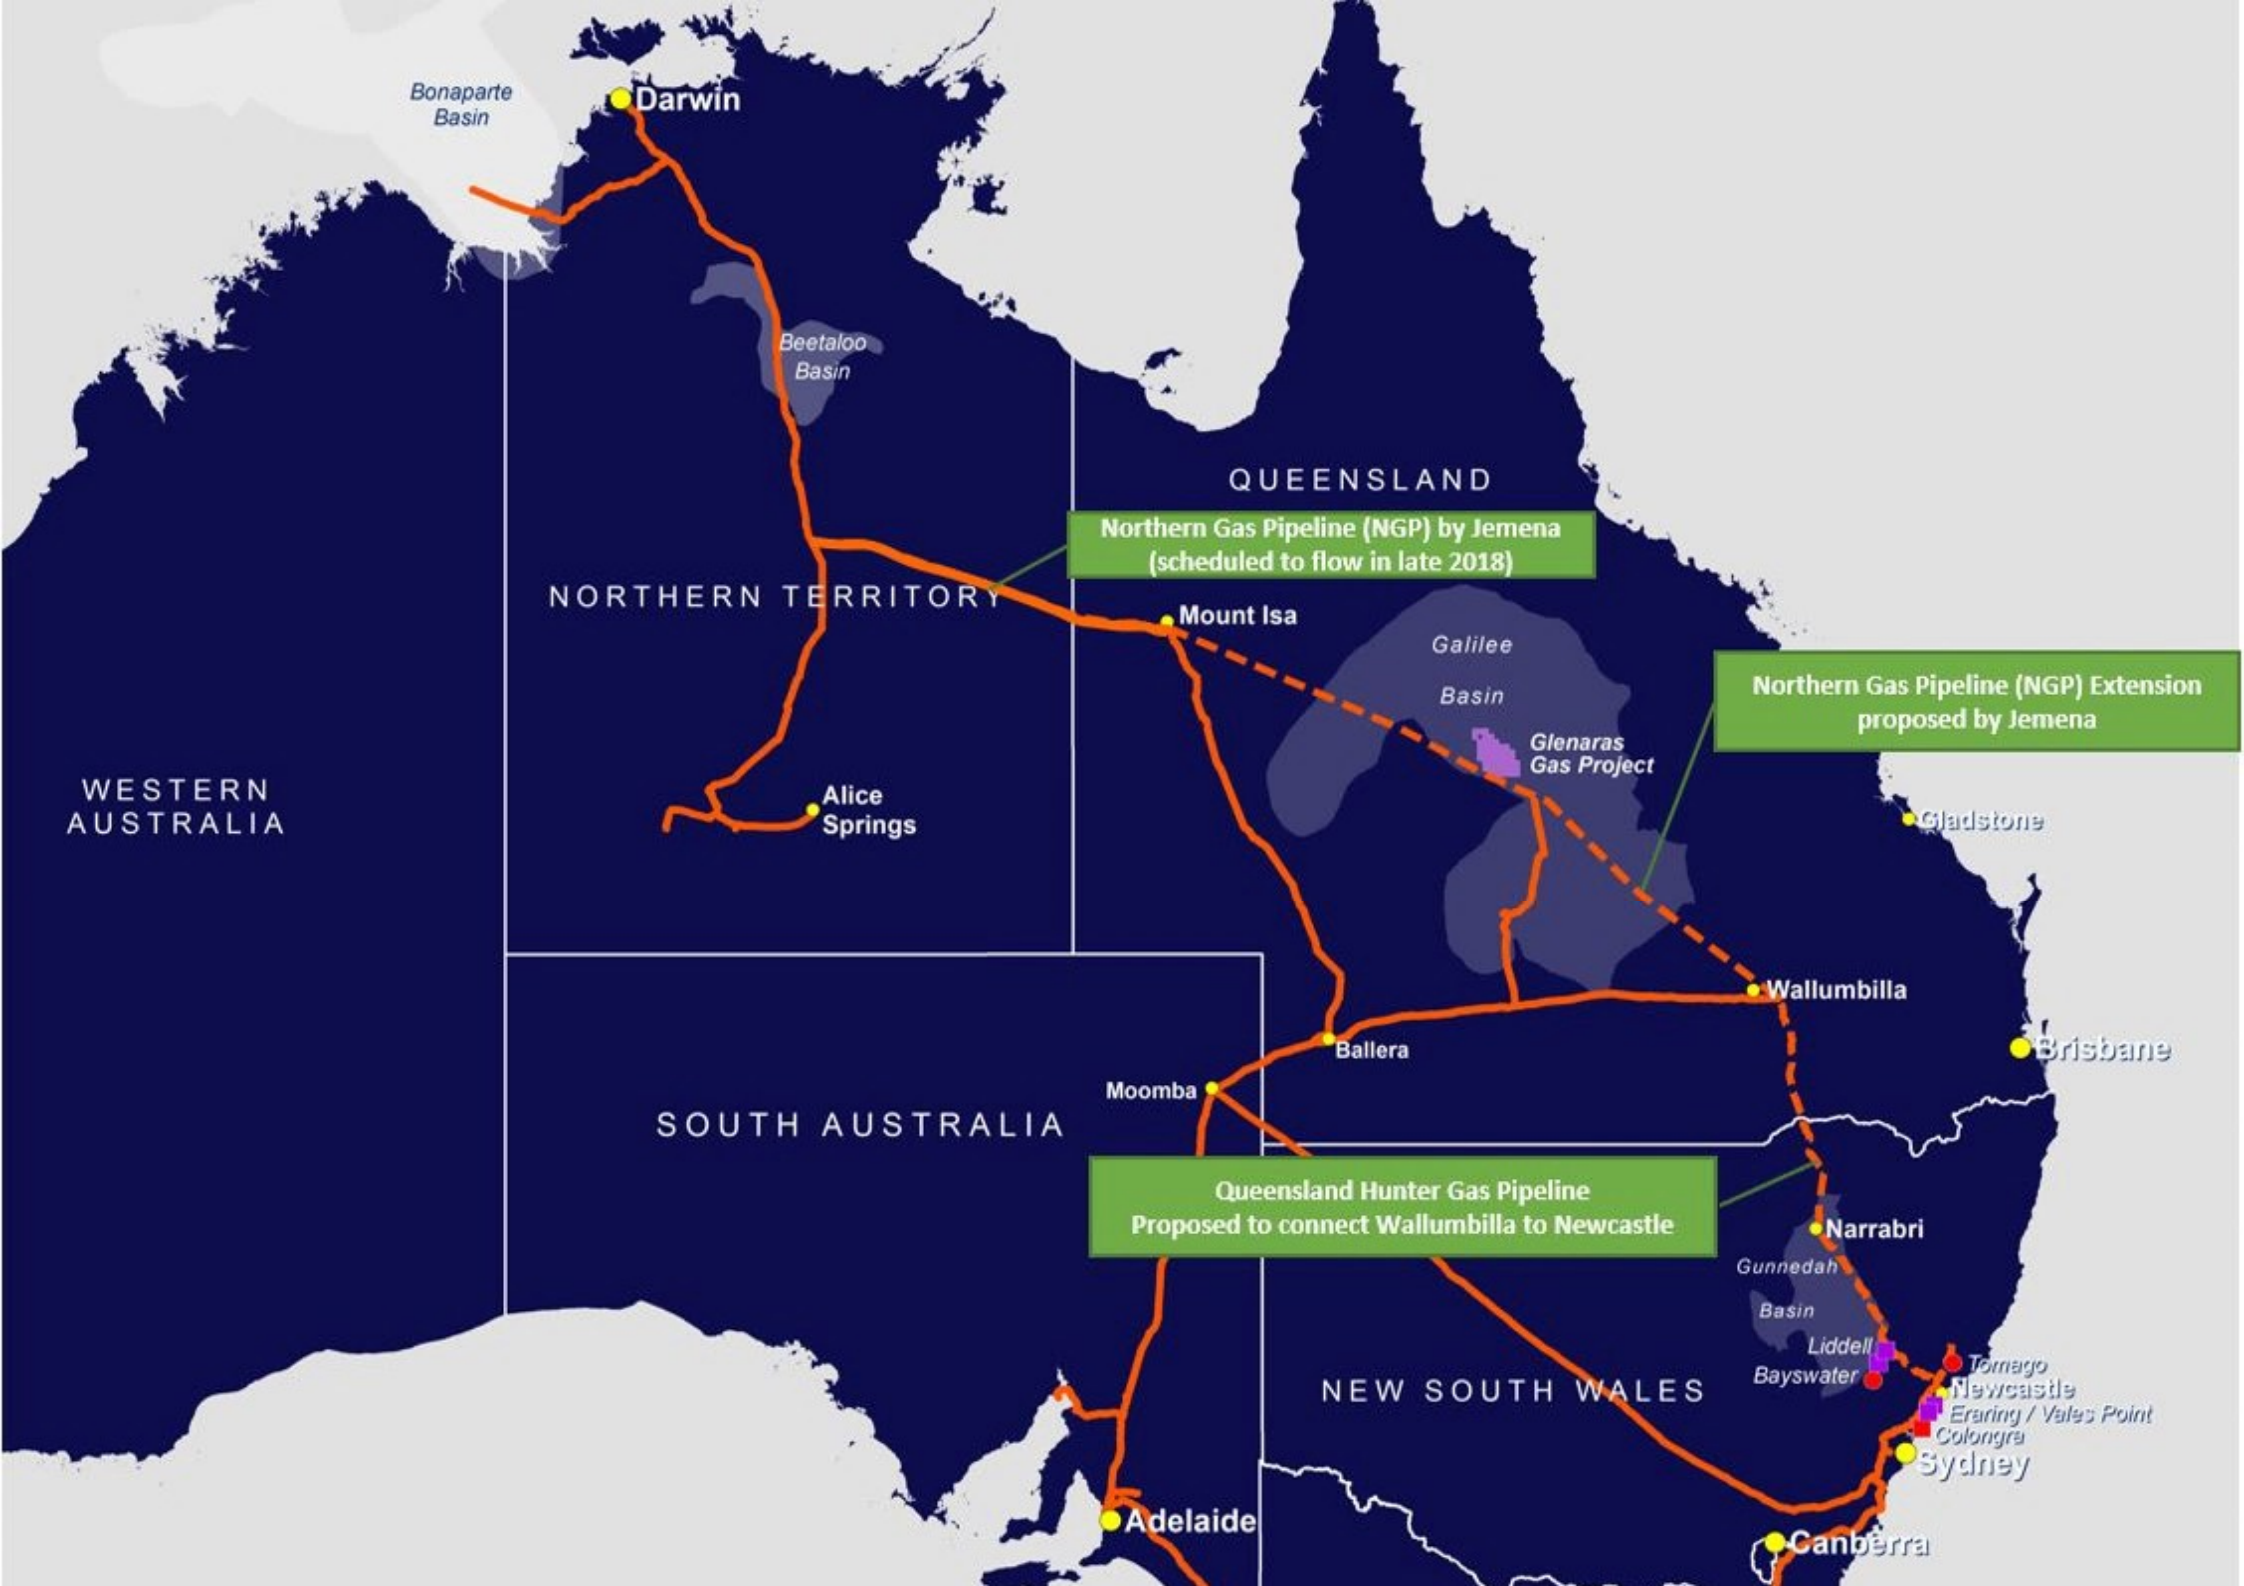 Bonaparte
Basin
Darwin
Beetaloo
Basin
QUEENSLAND
Northern Gas Pipeline (NGP) by Jemena
(scheduled to flow in late 2018)
NORTHERN TERRITORY
Mount Isa
Galilee
Basin
Northern Gas Pipeline (NGP) Extension
proposed by Jemena
Glenaras
Gas Project
WESTERN
AUSTRALIA
Alice
Springs
Gladstone
Wallumbilla
Ballera
Brisbane
Moomba
SOUTH AUSTRALIA
Queensland Hunter Gas Pipeline
Proposed to connect Wallumbilla to Newcastle
Narrabri
Gunnedah
Basin
Liddell
Bayswater
Tomago
Newcastle
NEW SOUTH WALES
Eraring / Vales Point
Colongra
Sydney
Adelaide
Canberra